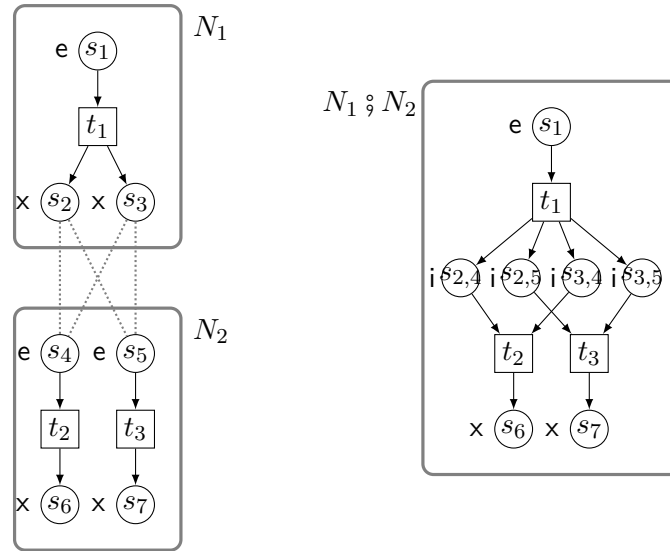 N₁
e s₁
t₁
x s₂ x s₃
N₂
e s₄ e s₅
t₂ t₃
x s₆ x s₇
N₁ ⨟ N₂
e s₁
t₁
i s₂,₄ i s₂,₅ i s₃,₄ i s₃,₅
t₂ t₃
x s₆ x s₇